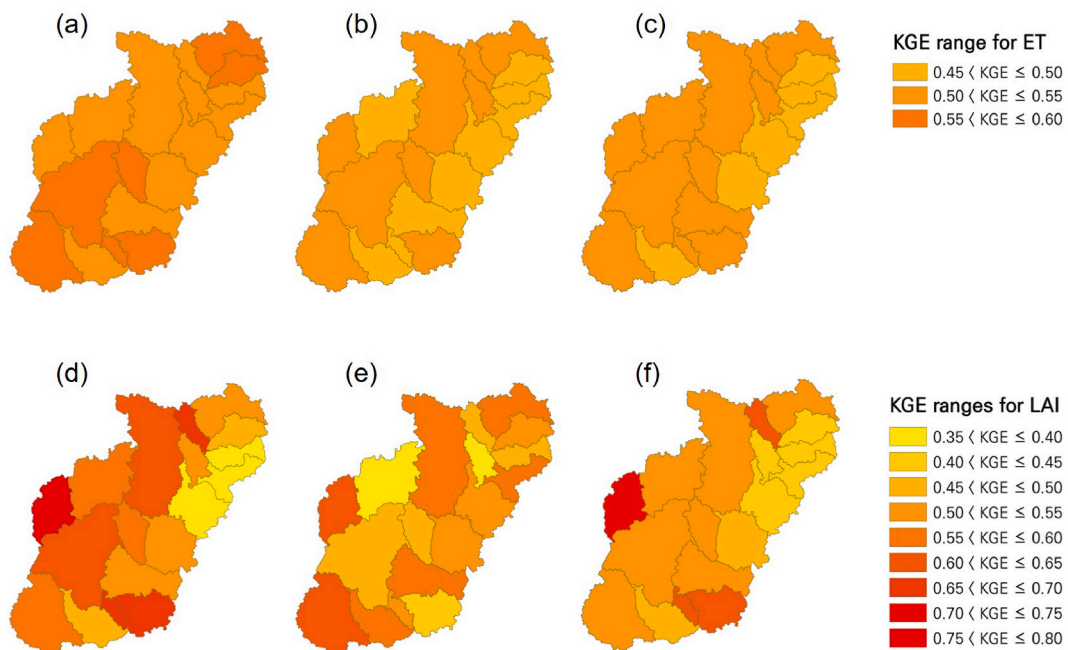 (a)
(b)
(c)
KGE range for ET
0.45 〈 KGE ≤ 0.50
0.50 〈 KGE ≤ 0.55
0.55 〈 KGE ≤ 0.60
(d)
(e)
(f)
KGE ranges for LAI
0.35 〈 KGE ≤ 0.40
0.40 〈 KGE ≤ 0.45
0.45 〈 KGE ≤ 0.50
0.50 〈 KGE ≤ 0.55
0.55 〈 KGE ≤ 0.60
0.60 〈 KGE ≤ 0.65
0.65 〈 KGE ≤ 0.70
0.70 〈 KGE ≤ 0.75
0.75 〈 KGE ≤ 0.80